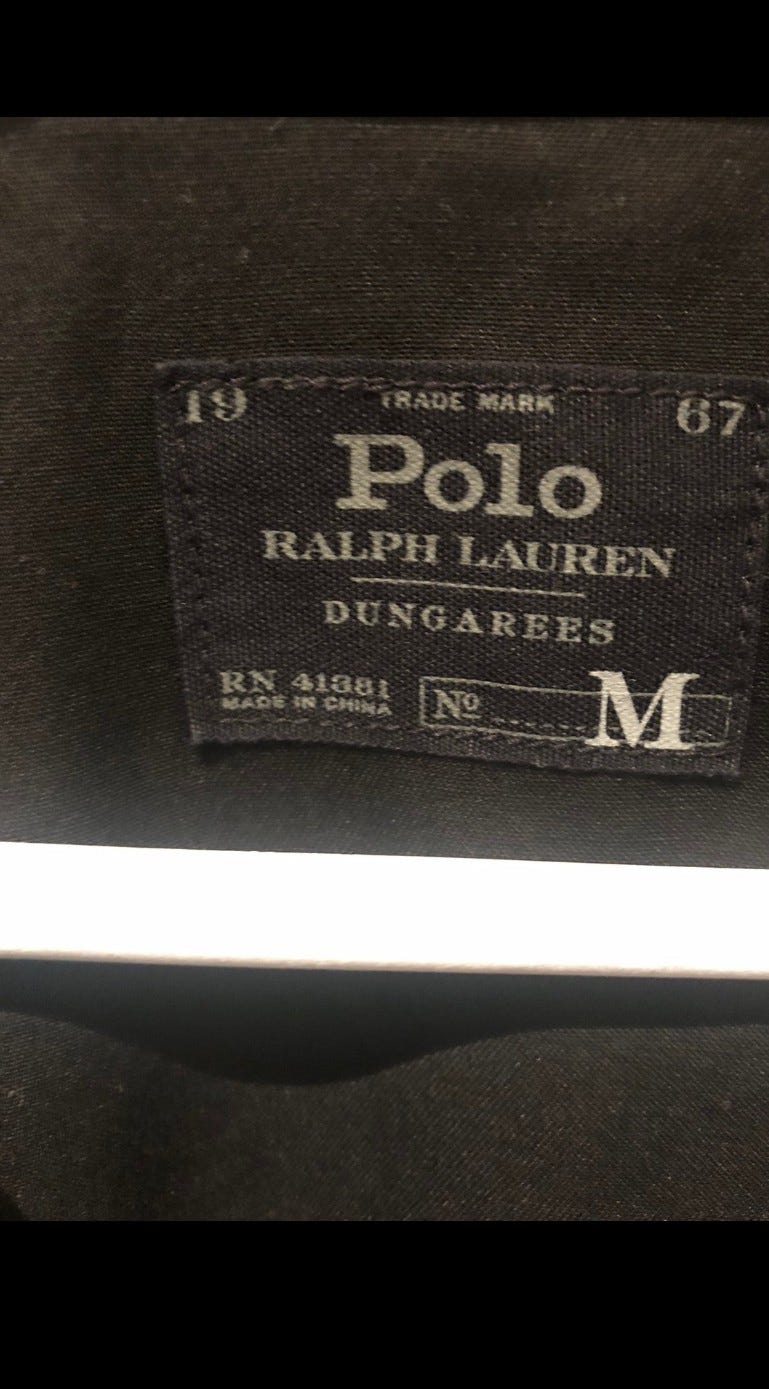 19 TRADE MARK 67
Polo
RALPH LAUREN
DUNGAREES
RN 41381
MADE IN CHINA
Nº M